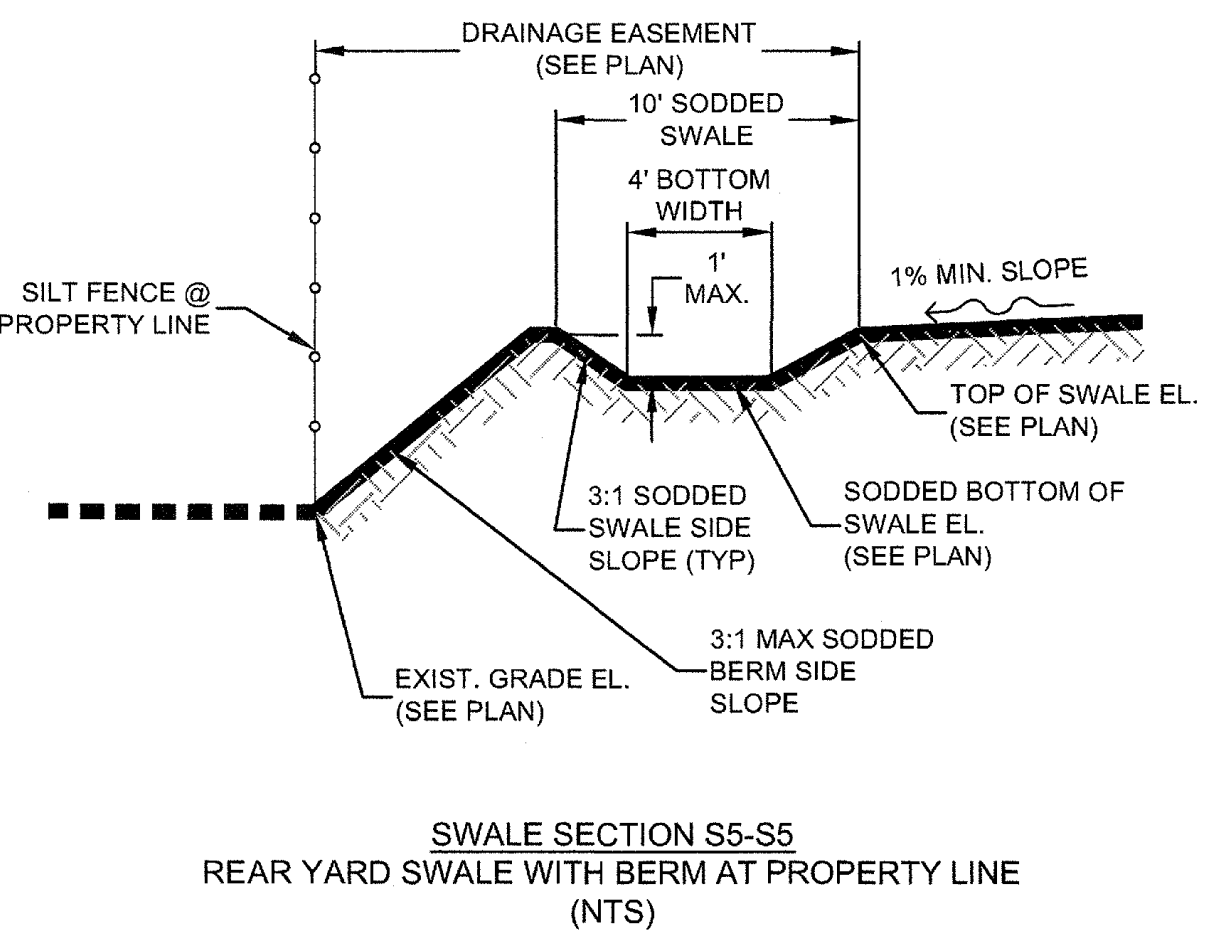 DRAINAGE EASEMENT
(SEE PLAN)
10' SODDED
SWALE
4' BOTTOM
WIDTH
1'
MAX.
1% MIN. SLOPE
SILT FENCE @
PROPERTY LINE
TOP OF SWALE EL.
(SEE PLAN)
3:1 SODDED
SWALE SIDE
SLOPE (TYP)
SODDED BOTTOM OF
SWALE EL.
(SEE PLAN)
3:1 MAX SODDED
BERM SIDE
SLOPE
EXIST. GRADE EL.
(SEE PLAN)
SWALE SECTION S5-S5
REAR YARD SWALE WITH BERM AT PROPERTY LINE
(NTS)